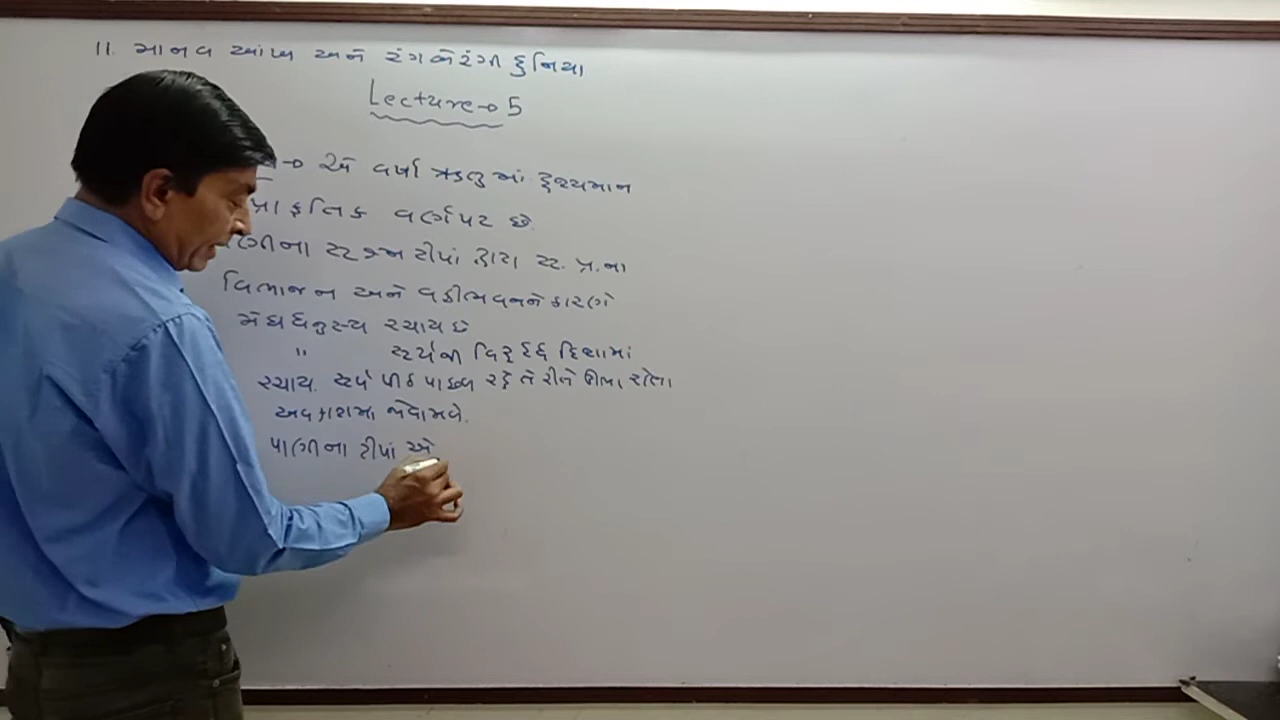 11. માનવ આંખ અને રંગબેરંગી દુનિયા
Lecture→5
→ એ વર્ષા ઋતુમાં દ્રશ્યમાન
પ્રાકૃતિક વર્ણપટ છે.
પાણીના સૂક્ષ્મ ટીપાં દ્વારા સૂ. પ્ર.ના
વિભાજન અને વક્રીભવનને કારણે
મેઘધનુષ્ય રચાય છે
" સૂર્યની વિરૂદ્ધ દિશામાં
રચાય. સૂર્ય પીઠ પાછળ રહે તે રીતે ઊભા રહેતા
અવકાશમાં જોવા મળે.
પાણીના ટીપાં એ